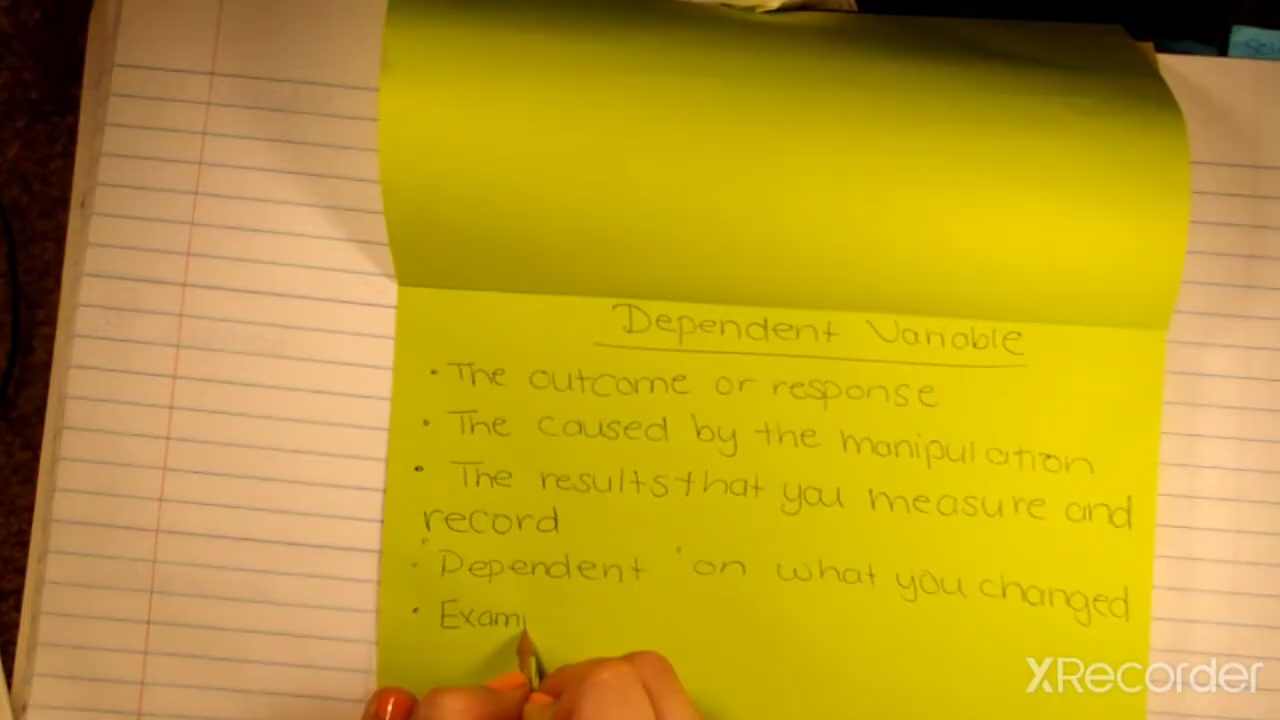 Dependent Variable
• The outcome or response
• The caused by the manipulation
• The results that you measure and
record
• "Dependent" on what you changed
• Exam
XRecorder